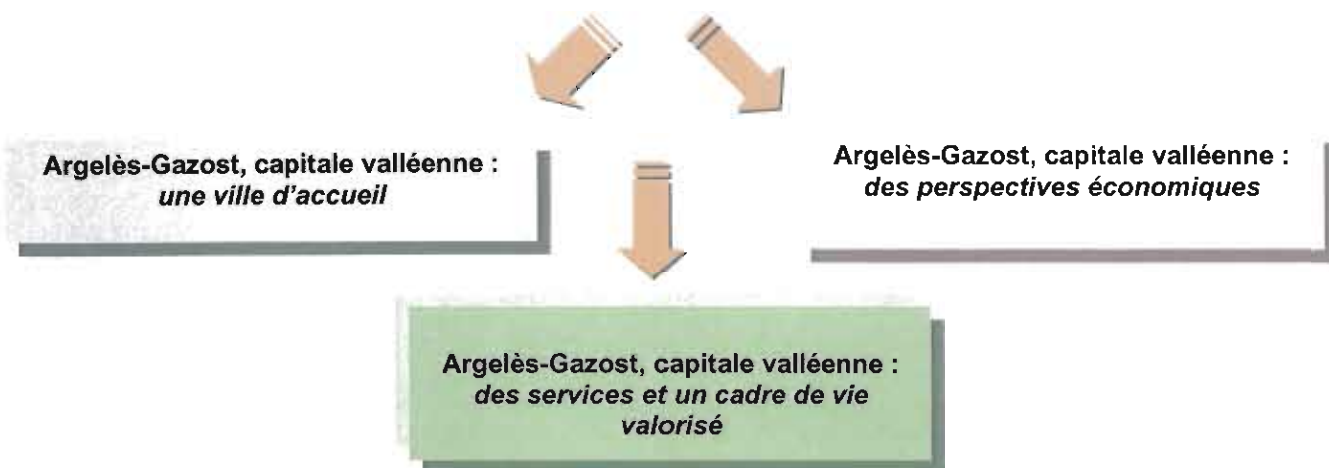 Argelès-Gazost, capitale valléenne :
une ville d'accueil
Argelès-Gazost, capitale valléenne :
des perspectives économiques
Argelès-Gazost, capitale valléenne :
des services et un cadre de vie
valorisé